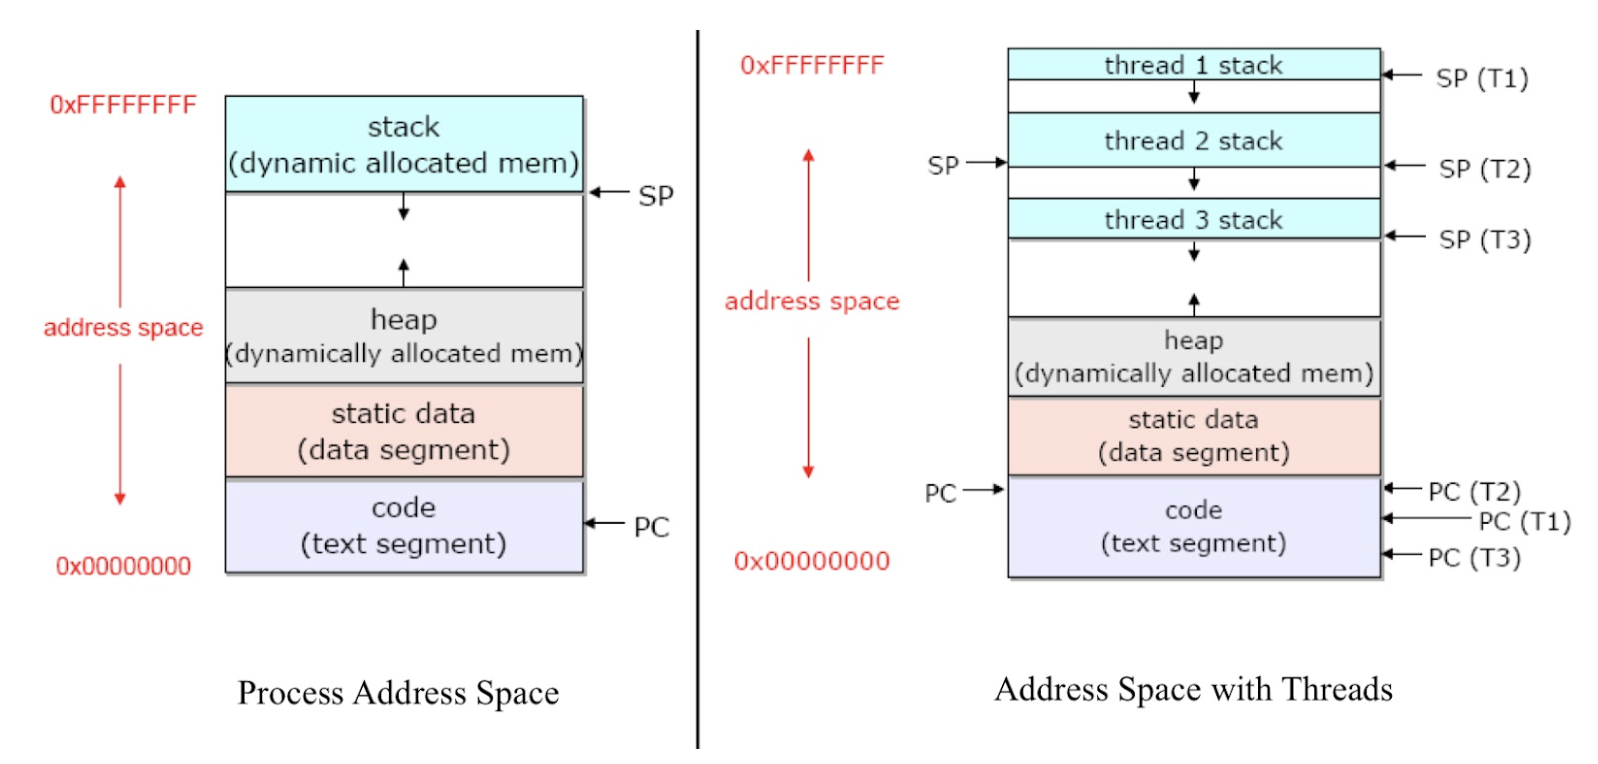 0xFFFFFFFF
stack
(dynamic allocated mem)
SP
heap
(dynamically allocated mem)
address space
static data
(data segment)
code
(text segment)
PC
0x00000000
Process Address Space
0xFFFFFFFF
thread 1 stack
SP (T1)
thread 2 stack
SP
SP (T2)
thread 3 stack
SP (T3)
address space
heap
(dynamically allocated mem)
static data
(data segment)
PC
PC (T2)
code
PC (T1)
(text segment)
PC (T3)
0x00000000
Address Space with Threads